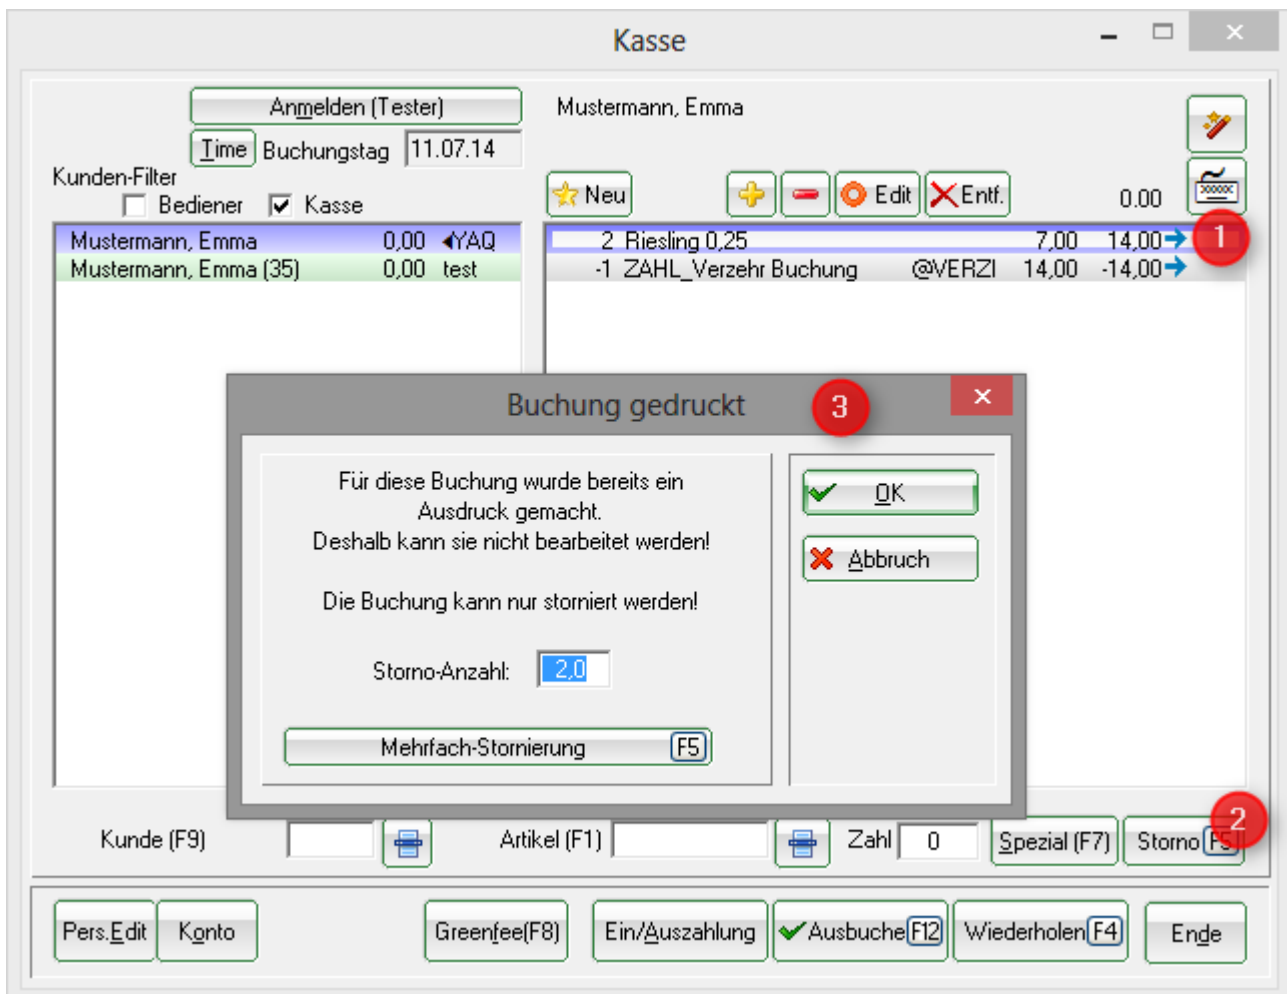 Kasse
Anmelden (Tester)
Mustermann, Emma
Time Buchungstag 11.07.14
Kunden-Filter
Bediener Kasse
Neu Edit Entf. 0.00
1
Mustermann, Emma 0,00 YAQ
2 Riesling 0,25 7,00 14,00
Mustermann, Emma (35) 0,00 test
-1 ZAHL_Verzehr Buchung @VERZI 14,00 -14,00
Buchung gedruckt 3
Für diese Buchung wurde bereits ein
Ausdruck gemacht.
Deshalb kann sie nicht bearbeitet werden!
Die Buchung kann nur storniert werden!
Storno-Anzahl: 2,0
Mehrfach-Stornierung F5
OK
Abbruch
2
Kunde (F9) Artikel (F1) Zahl 0 Spezial (F7) Storno F5
Pers.Edit Konto Greenfee(F8) Ein/Auszahlung Ausbuche F12 Wiederholen F4 Ende